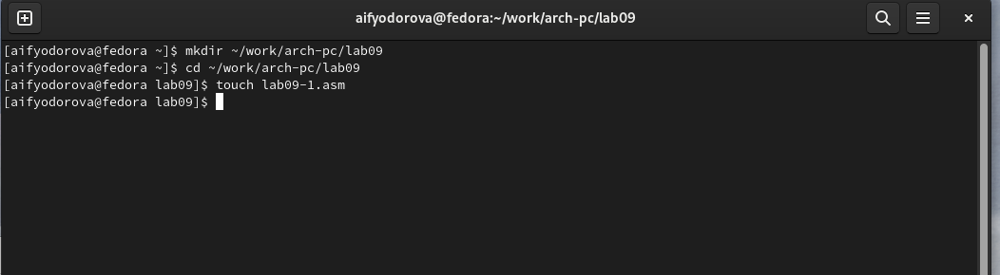 aifyodorova@fedora:~/work/arch-pc/lab09
[aifyodorova@fedora ~]$ mkdir ~/work/arch-pc/lab09
[aifyodorova@fedora ~]$ cd ~/work/arch-pc/lab09
[aifyodorova@fedora lab09]$ touch lab09-1.asm
[aifyodorova@fedora lab09]$